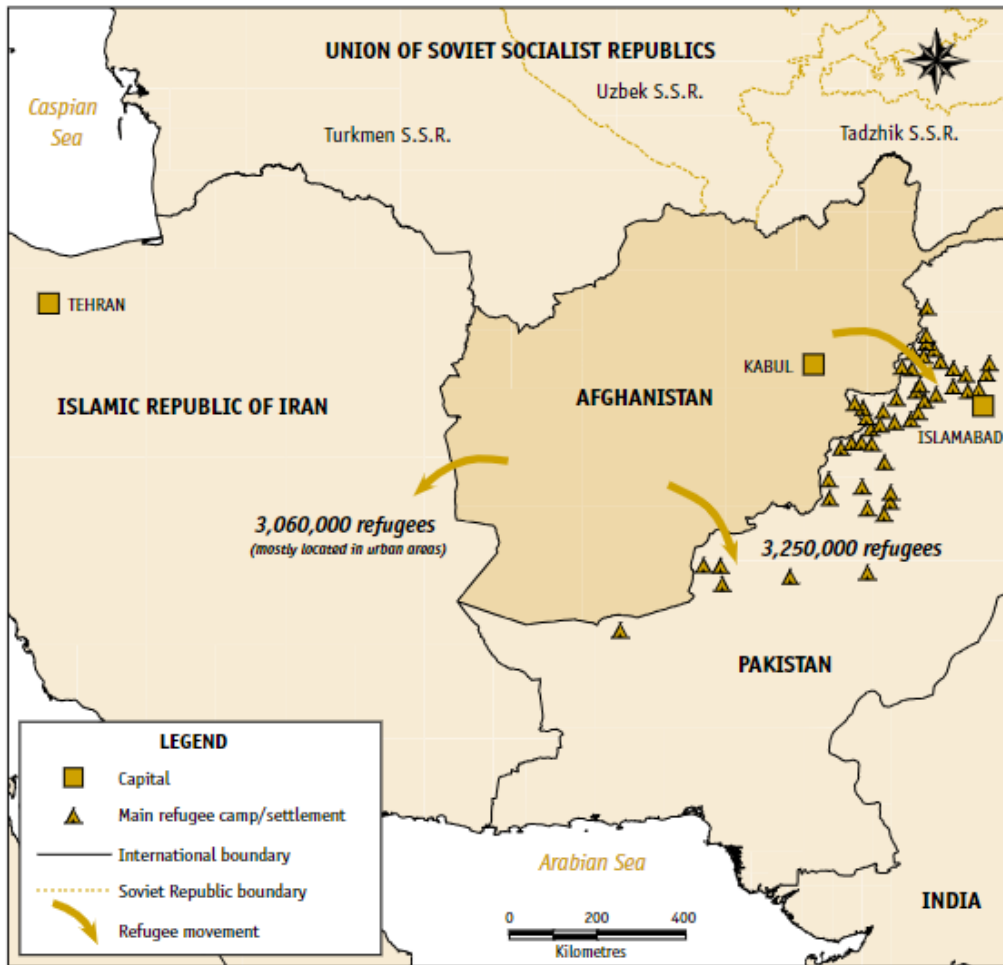 UNION OF SOVIET SOCIALIST REPUBLICS
Caspian
Sea
Uzbek S.S.R.
Turkmen S.S.R.
Tadzhik S.S.R.
TEHRAN
KABUL
ISLAMIC REPUBLIC OF IRAN
AFGHANISTAN
ISLAMABAD
3,060,000 refugees
(mostly located in urban areas)
3,250,000 refugees
PAKISTAN
LEGEND
Capital
Main refugee camp/settlement
International boundary
Soviet Republic boundary
Refugee movement
Arabian Sea
INDIA
0 200 400
Kilometres